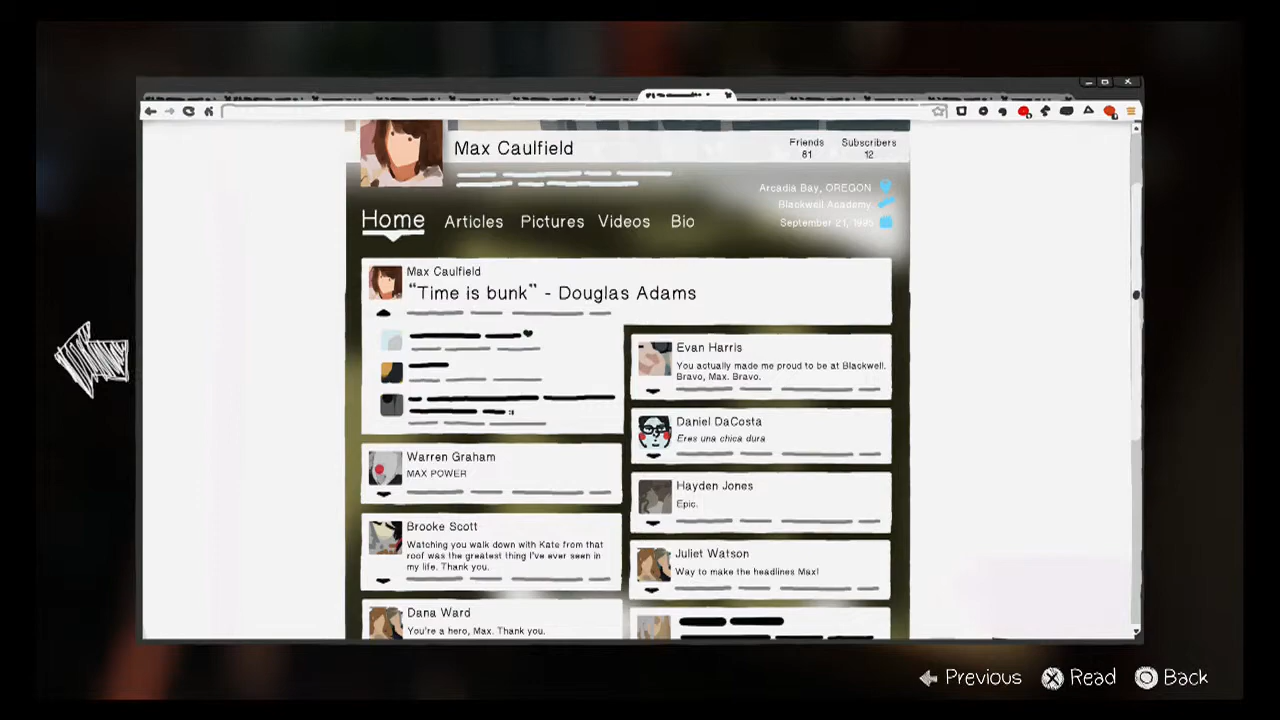 Max Caulfield
Friends
81
Subscribers
12
Arcadia Bay, OREGON
Blackwell Academy
September 21, 1995
Home
Articles
Pictures
Videos
Bio
Max Caulfield
“Time is bunk” - Douglas Adams
Warren Graham
MAX POWER
Brooke Scott
Watching you walk down with Kate from that
roof was the greatest thing I've ever seen in
my life. Thank you.
Dana Ward
You're a hero, Max. Thank you.
Evan Harris
You actually made me proud to be at Blackwell.
Bravo, Max. Bravo.
Daniel DaCosta
Eres una chica dura
Hayden Jones
Epic.
Juliet Watson
Way to make the headlines Max!
Previous
Read
Back